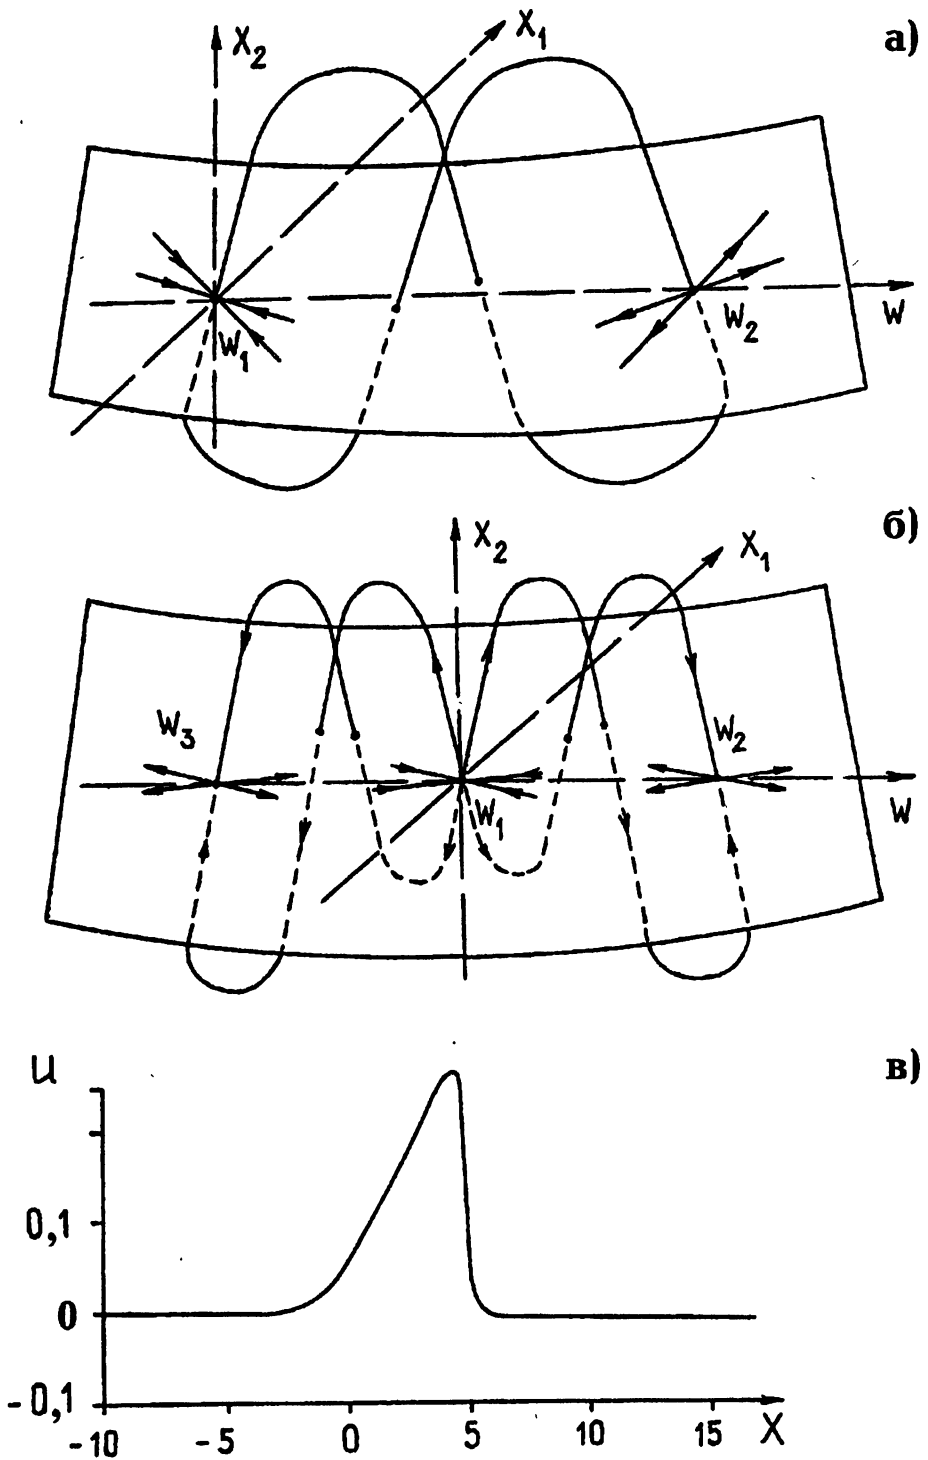 а)
X₂
X₁
W₁
W₂
W
б)
X₂
X₁
W₃
W₂
W₁
W
в)
U
0,1
0
-0,1
-10 -5 0 5 10 15 X